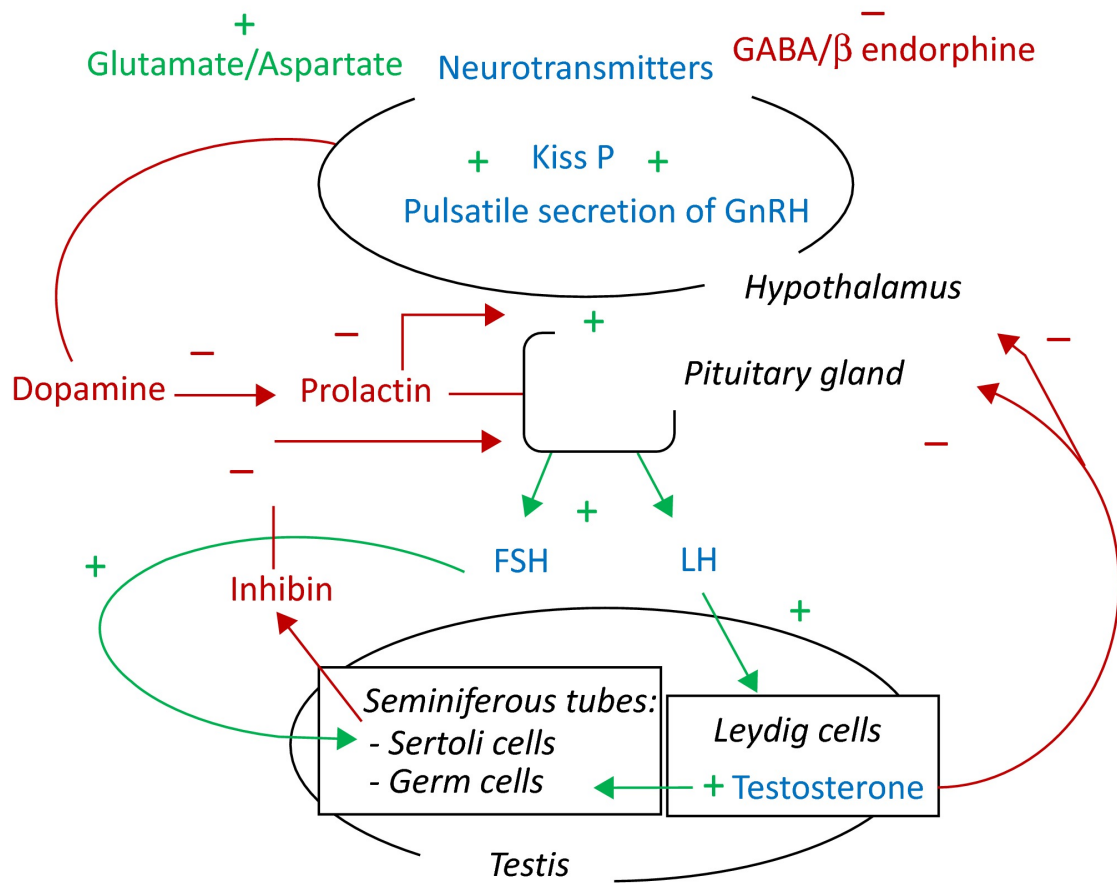 +
Glutamate/Aspartate
Neurotransmitters
−
GABA/β endorphine
+ Kiss P +
Pulsatile secretion of GnRH
Hypothalamus
+
−
−
−
Pituitary gland
Dopamine
Prolactin
−
−
+
+
FSH
LH
Inhibin
+
Seminiferous tubes:
- Sertoli cells
- Germ cells
Leydig cells
+ Testosterone
Testis